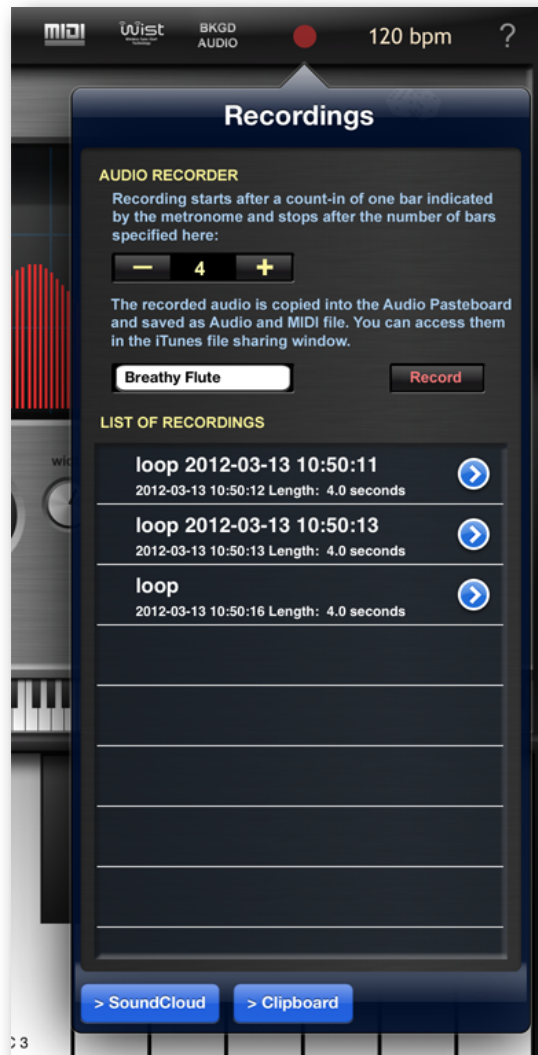 MIDI
Wist
BKGD
AUDIO
120 bpm
?
Recordings
AUDIO RECORDER
Recording starts after a count-in of one bar indicated
by the metronome and stops after the number of bars
specified here:
− 4 +
The recorded audio is copied into the Audio Pasteboard
and saved as Audio and MIDI file. You can access them
in the iTunes file sharing window.
Breathy Flute
Record
LIST OF RECORDINGS
loop 2012-03-13 10:50:11
2012-03-13 10:50:12 Length: 4.0 seconds
loop 2012-03-13 10:50:13
2012-03-13 10:50:13 Length: 4.0 seconds
loop
2012-03-13 10:50:16 Length: 4.0 seconds
> SoundCloud
> Clipboard